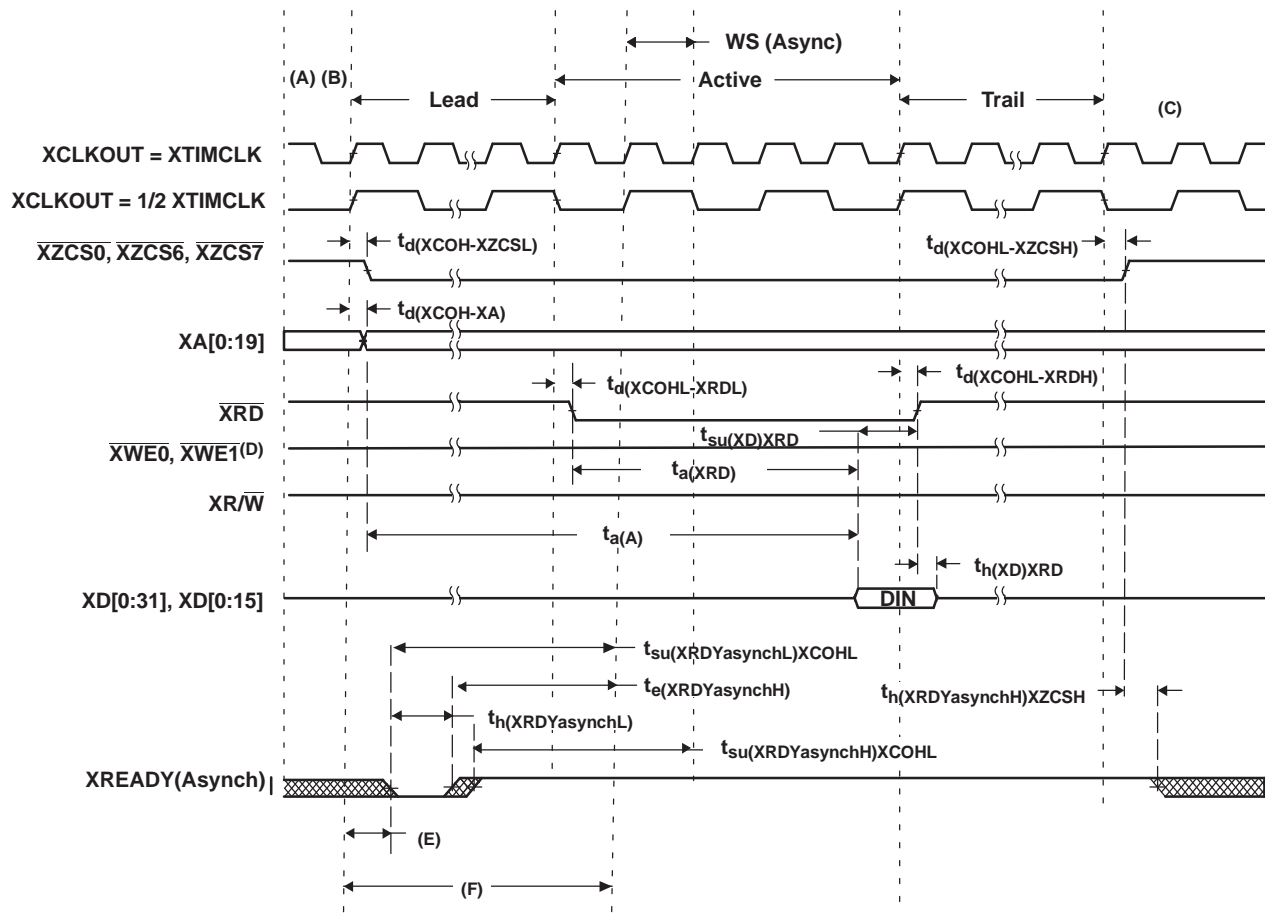 WS (Async)
(A) (B)
Active
Lead
Trail
(C)
XCLKOUT = XTIMCLK
XCLKOUT = 1/2 XTIMCLK
td(XCOH-XZCSL)
td(XCOHL-XZCSH)
XZCS0, XZCS6, XZCS7
td(XCOH-XA)
XA[0:19]
td(XCOHL-XRDL)
td(XCOHL-XRDH)
XRD
tsu(XD)XRD
XWE0, XWE1(D)
ta(XRD)
XR/W
ta(A)
th(XD)XRD
XD[0:31], XD[0:15]
DIN
tsu(XRDYasynchL)XCOHL
te(XRDYasynchH)
th(XRDYasynchH)XZCSH
th(XRDYasynchL)
tsu(XRDYasynchH)XCOHL
XREADY(Asynch)
(E)
(F)